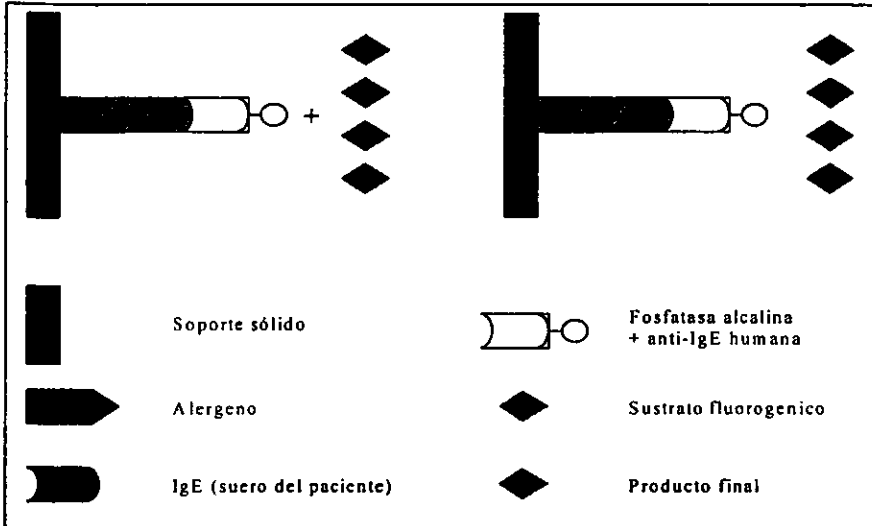 +
Soporte sólido
Fosfatasa alcalina
+ anti-IgE humana
Alergeno
Sustrato fluorogenico
IgE (suero del paciente)
Producto final